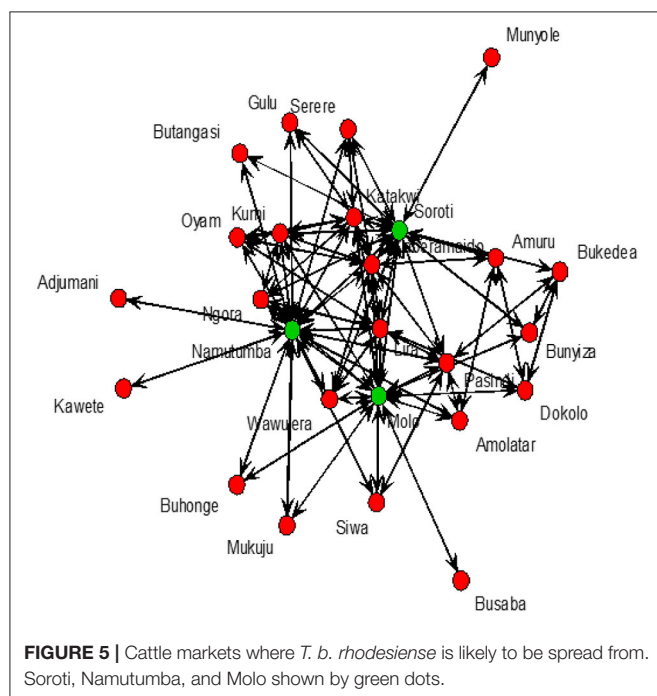 Munyole
Gulu
Serere
Butangasi
Katakwi
Soroti
Oyam
Kumi
Amuru
Bukedea
Adjumani
Ngora
Namutumba
Lira
Bunyiza
Kawete
Pasindi
Dokolo
Wawulera
Molo
Amolatar
Buhonge
Siwa
Mukuju
Busaba
FIGURE 5 | Cattle markets where T. b. rhodesiense is likely to be spread from.
Soroti, Namutumba, and Molo shown by green dots.